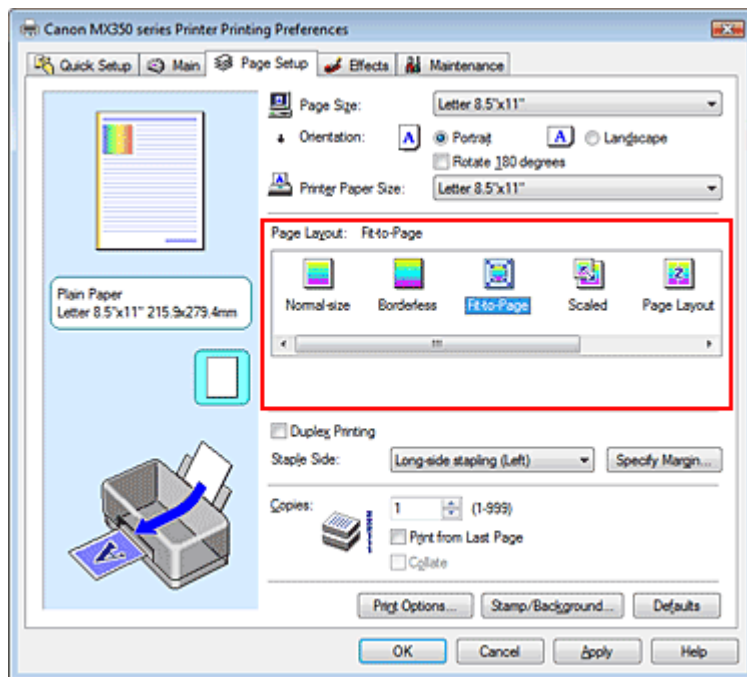 Canon MX350 series Printer Printing Preferences
Quick Setup Main Page Setup Effects Maintenance
Page Size: Letter 8.5"x11"
Orientation: A Portrait A Landscape
Rotate 180 degrees
Printer Paper Size: Letter 8.5"x11"
Page Layout: Fit-to-Page
Normal-size Borderless Fit-to-Page Scaled Page Layout
Plain Paper
Letter 8.5"x11" 215.9x279.4mm
Duplex Printing
Staple Side: Long-side stapling (Left) Specify Margin...
Copies: 1 (1-999)
Print from Last Page
Collate
Print Options... Stamp/Background... Defaults
OK Cancel Apply Help